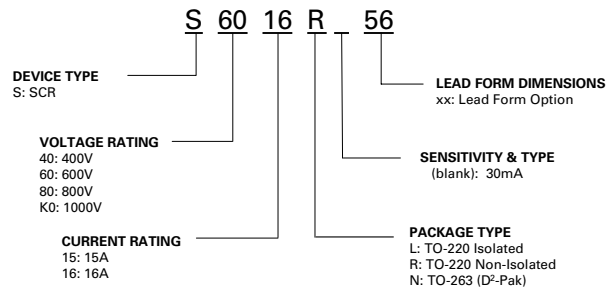 S 60 16 R _ 56
DEVICE TYPE
S: SCR
VOLTAGE RATING
40: 400V
60: 600V
80: 800V
K0: 1000V
CURRENT RATING
15: 15A
16: 16A
LEAD FORM DIMENSIONS
xx: Lead Form Option
SENSITIVITY & TYPE
(blank): 30mA
PACKAGE TYPE
L: TO-220 Isolated
R: TO-220 Non-Isolated
N: TO-263 (D²-Pak)